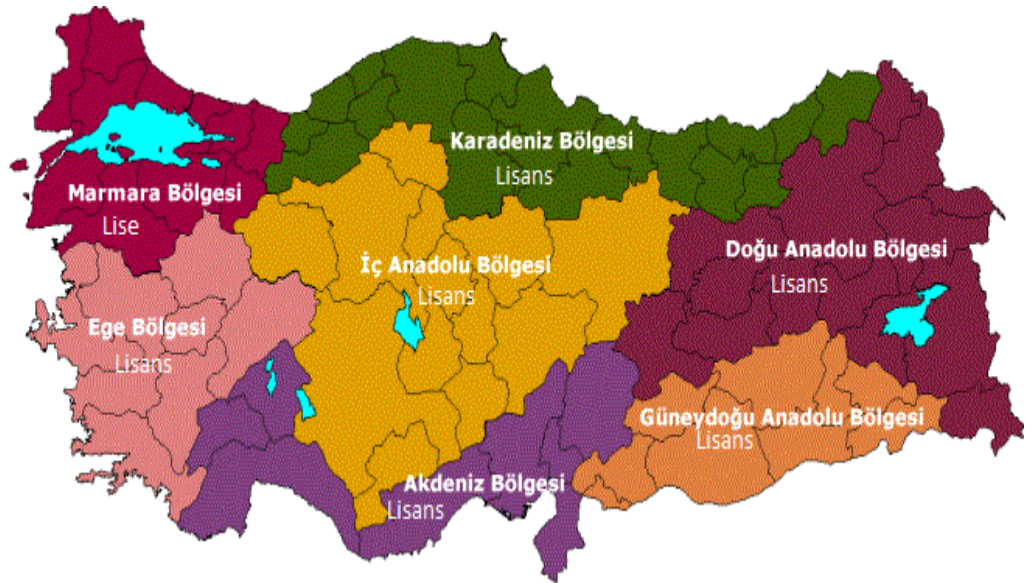 Karadeniz Bölgesi
Lisans
Marmara Bölgesi
Lise
Doğu Anadolu Bölgesi
Lisans
İç Anadolu Bölgesi
Lisans
Ege Bölgesi
Lisans
Güneydoğu Anadolu Bölgesi
Lisans
Akdeniz Bölgesi
Lisans